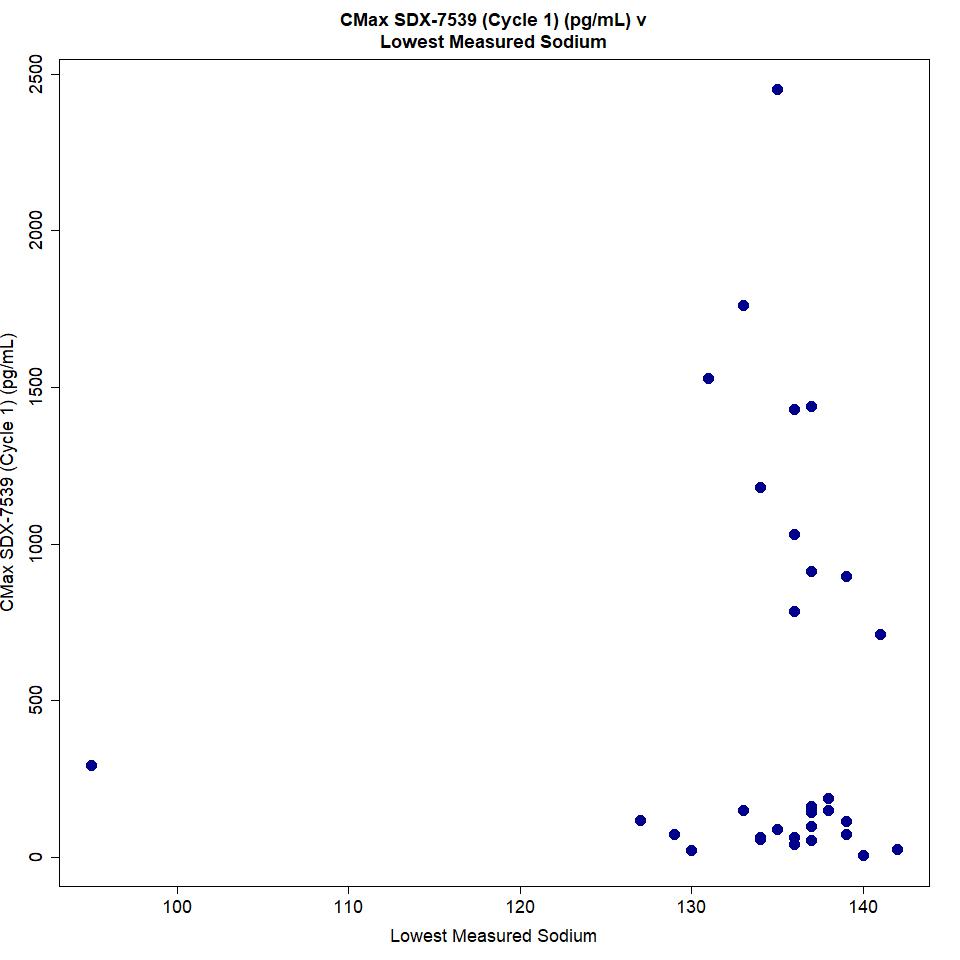 CMax SDX-7539 (Cycle 1) (pg/mL) v
Lowest Measured Sodium
2500
2000
1500
1000
500
0
CMax SDX-7539 (Cycle 1) (pg/mL)
100 110 120 130 140
Lowest Measured Sodium